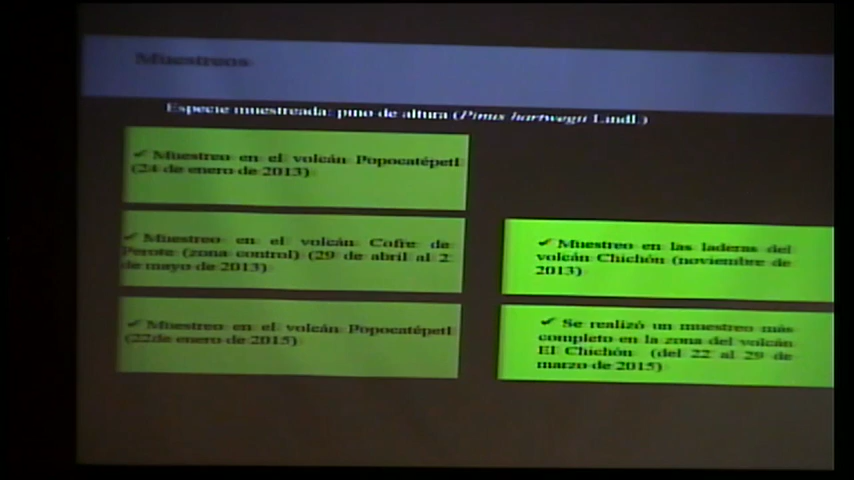 Muestreos
Especie muestreada: pino de altura (Pinus hartwegii Lindl.)
✓ Muestreo en el volcán Popocatépetl
(24 de enero de 2013)
✓ Muestreo en el volcán Cofre de
Perote (zona control) (29 de abril al 2
de mayo de 2013)
✓ Muestreo en el volcán Popocatépetl
(22de enero de 2015)
✓ Muestreo en las laderas del
volcán Chichón (noviembre de
2013)
✓ Se realizó un muestreo más
completo en la zona del volcán
El Chichón (del 22 al 29 de
marzo de 2015)